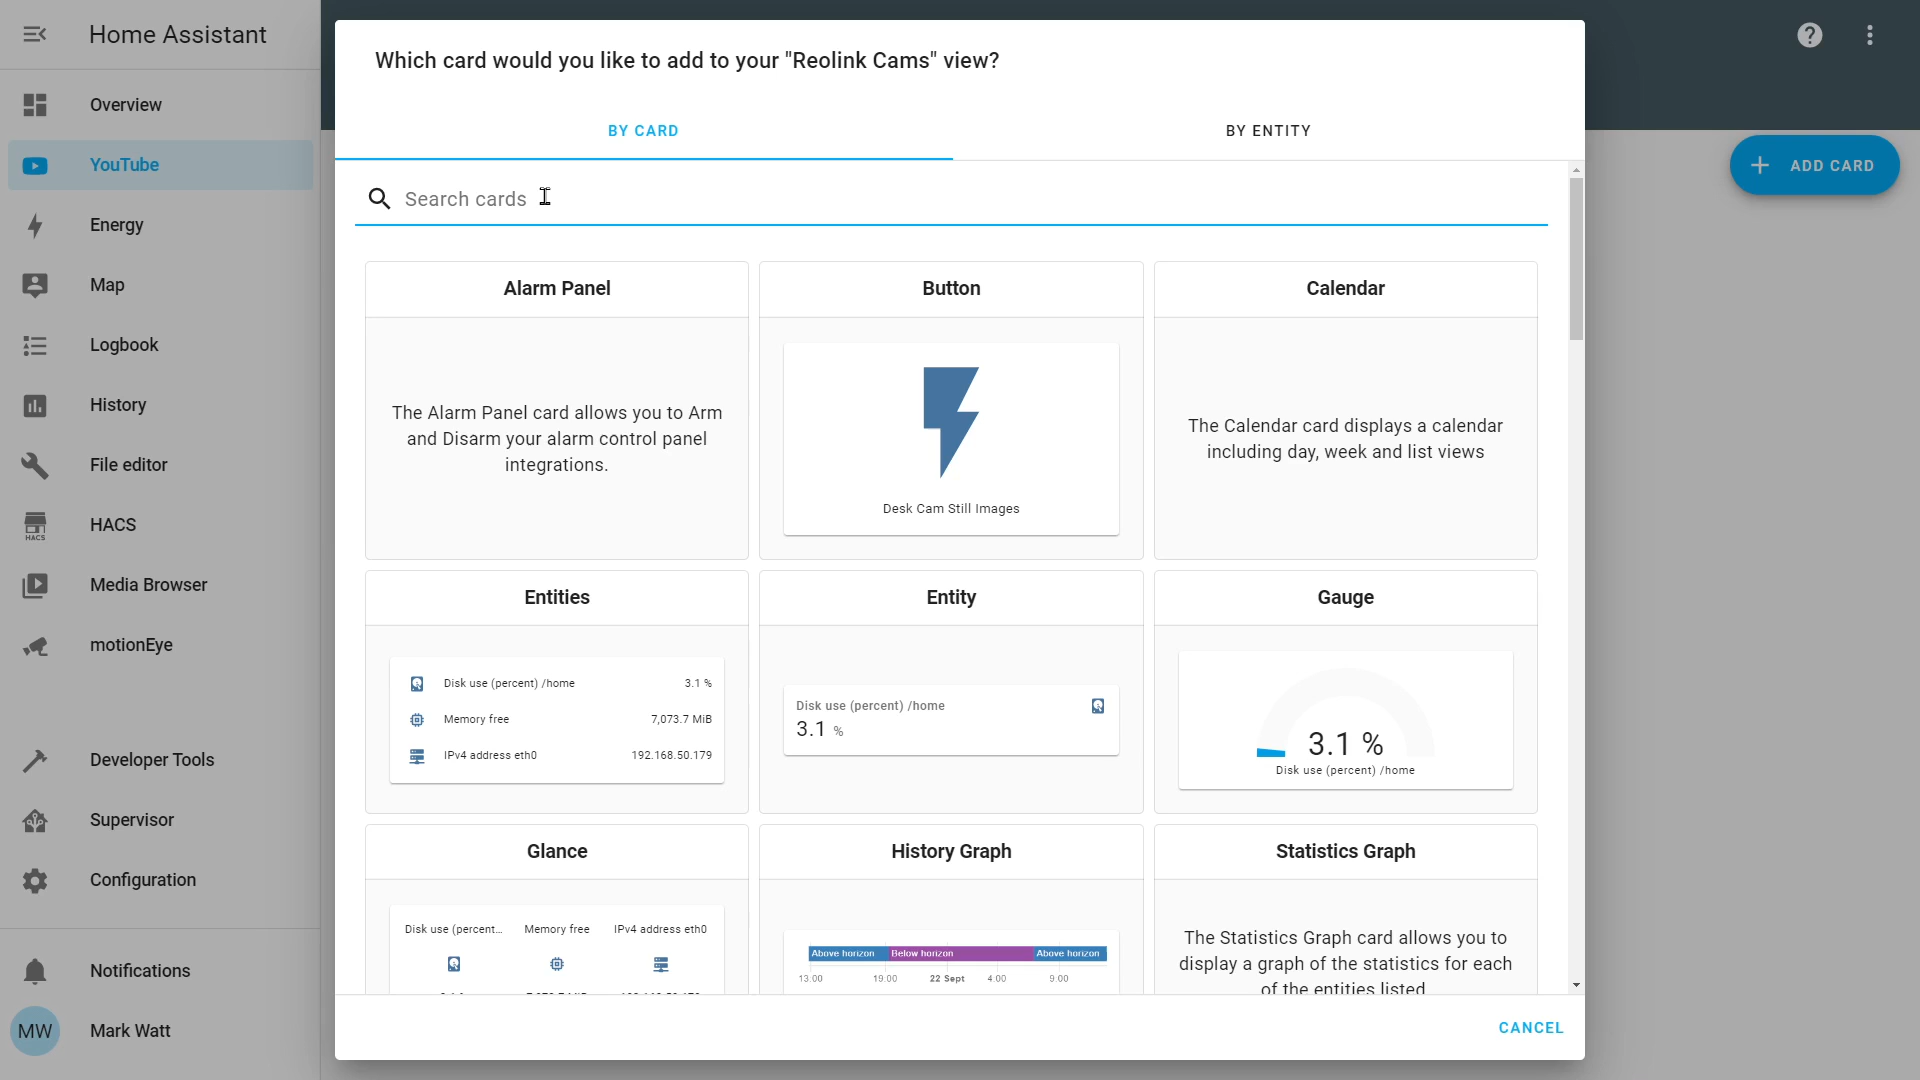 Home Assistant
Overview
YouTube
Energy
Map
Logbook
History
File editor
HACS
HACS
Media Browser
motionEye
Developer Tools
Supervisor
Configuration
Notifications
MW
Mark Watt
Which card would you like to add to your "Reolink Cams" view?
BY CARD
BY ENTITY
Search cards
ADD CARD
Alarm Panel
The Alarm Panel card allows you to Arm
and Disarm your alarm control panel
integrations.
Button
Desk Cam Still Images
Calendar
The Calendar card displays a calendar
including day, week and list views
Entities
Disk use (percent) /home 3.1 %
Memory free 7,073.7 MiB
IPv4 address eth0 192.168.50.179
Entity
Disk use (percent) /home
3.1 %
Gauge
3.1 %
Disk use (percent) /home
Glance
Disk use (percent... Memory free IPv4 address eth0
History Graph
Above horizon Below horizon Above horizon
13:00 19:00 22 Sept 4:00 9:00
Statistics Graph
The Statistics Graph card allows you to
display a graph of the statistics for each
of the entities listed
CANCEL